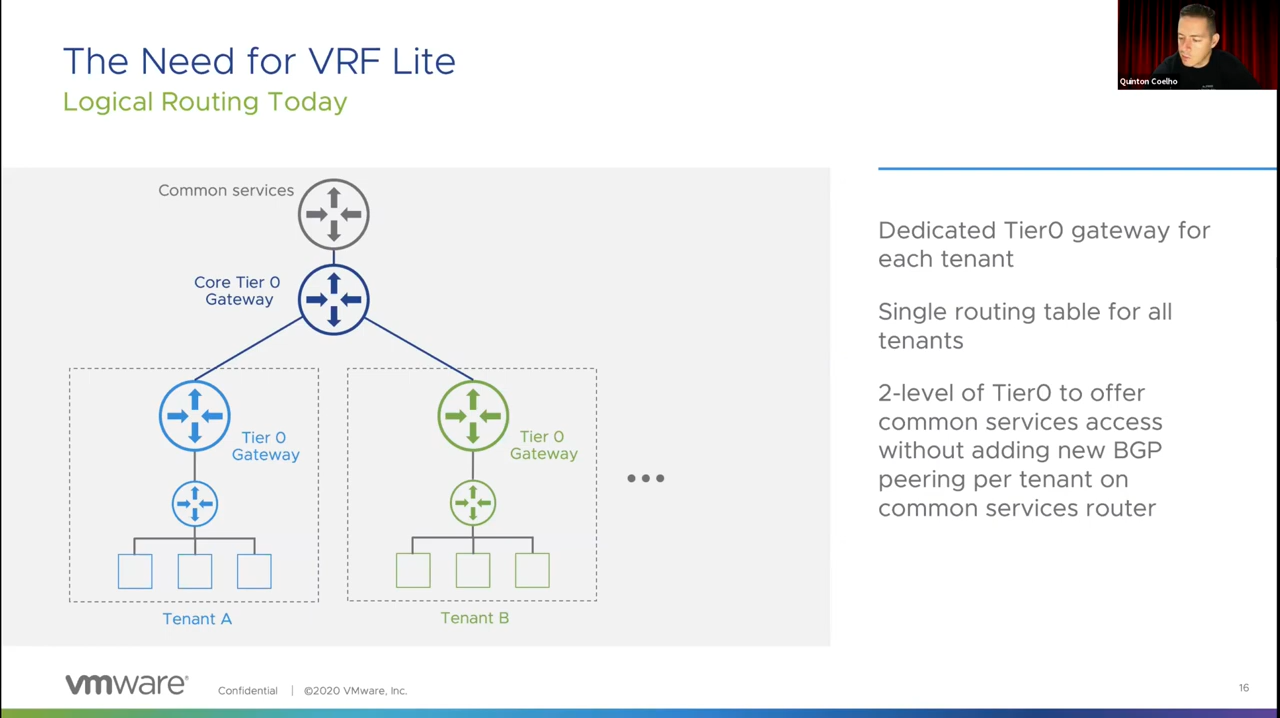 The Need for VRF Lite
Logical Routing Today
Quinton Coelho
Common services
Core Tier 0
Gateway
Tier 0
Gateway
Tier 0
Gateway
Tenant A
Tenant B
Dedicated Tier0 gateway for
each tenant
Single routing table for all
tenants
2-level of Tier0 to offer
common services access
without adding new BGP
peering per tenant on
common services router
vmware®
Confidential | ©2020 VMware, Inc.
16